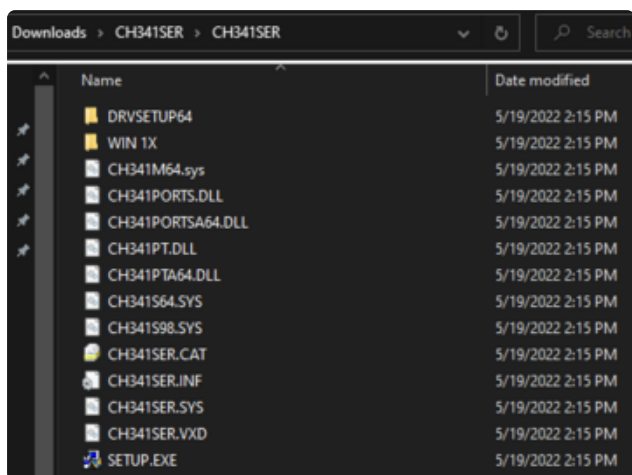 Downloads > CH341SER > CH341SER Search
Name Date modified
DRVSETUP64 5/19/2022 2:15 PM
WIN 1X 5/19/2022 2:15 PM
CH341M64.sys 5/19/2022 2:15 PM
CH341PORTS.DLL 5/19/2022 2:15 PM
CH341PORTSA64.DLL 5/19/2022 2:15 PM
CH341PT.DLL 5/19/2022 2:15 PM
CH341PTA64.DLL 5/19/2022 2:15 PM
CH341S64.SYS 5/19/2022 2:15 PM
CH341S98.SYS 5/19/2022 2:15 PM
CH341SER.CAT 5/19/2022 2:15 PM
CH341SER.INF 5/19/2022 2:15 PM
CH341SER.SYS 5/19/2022 2:15 PM
CH341SER.VXD 5/19/2022 2:15 PM
SETUP.EXE 5/19/2022 2:15 PM